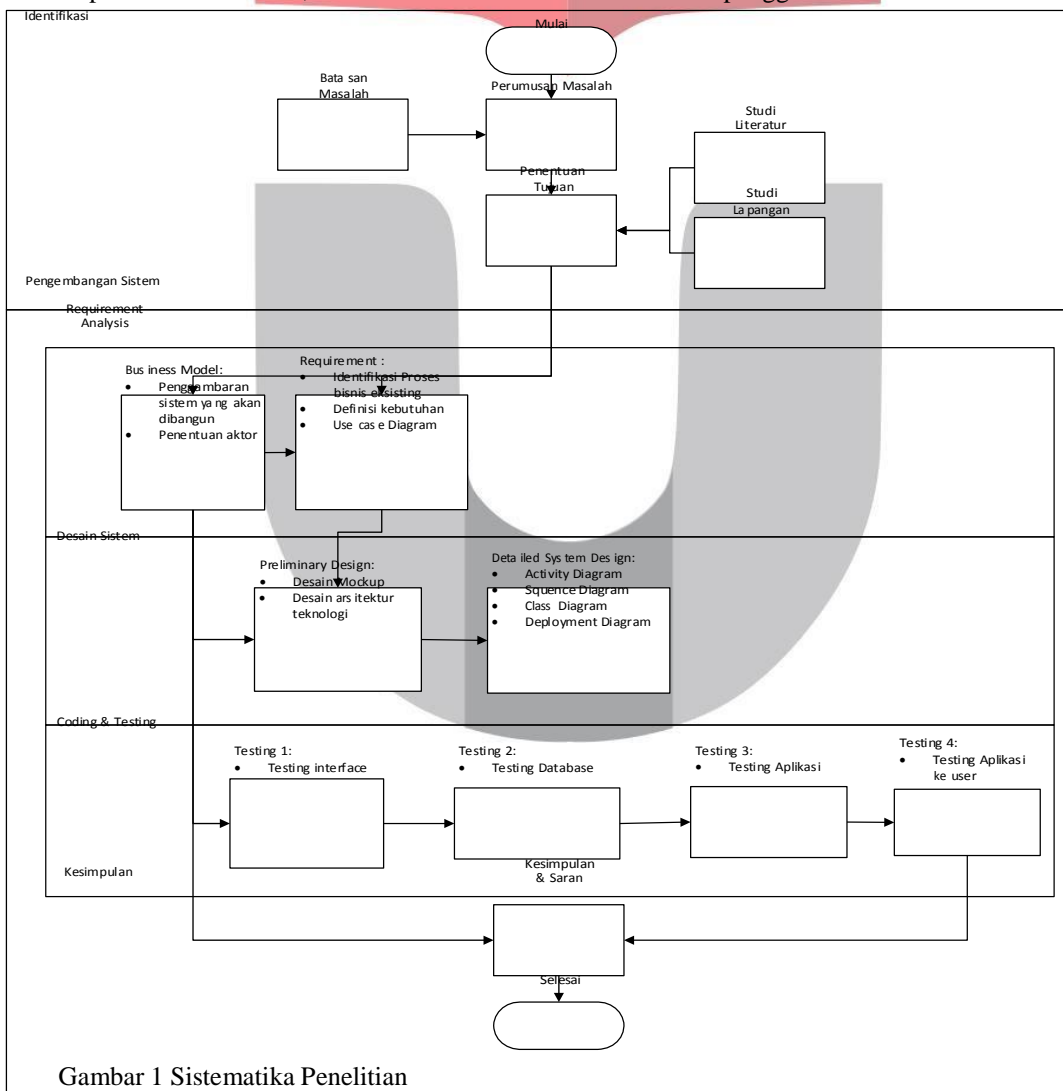 Identifikasi
Mulai
Batasan
Masalah
Perumusan Masalah
Studi
Literatur
Penentuan
Tujuan
Studi
Lapangan
Pengembangan Sistem
Requirement
Analysis
Business Model:
• Penggambaran
sistem yang akan
dibangun
• Penentuan aktor
Requirement :
• Identifikasi Proses
bisnis eksisting
• Definisi kebutuhan
• Use case Diagram
Desain Sistem
Preliminary Design:
• Desain Mockup
• Desain arsitektur
teknologi
Detailed System Design:
• Activity Diagram
• Squence Diagram
• Class Diagram
• Deployment Diagram
Coding & Testing
Testing 1:
• Testing interface
Testing 2:
• Testing Database
Testing 3:
• Testing Aplikasi
Testing 4:
• Testing Aplikasi
ke user
Kesimpulan
Kesimpulan
& Saran
Selesai
Gambar 1 Sistematika Penelitian